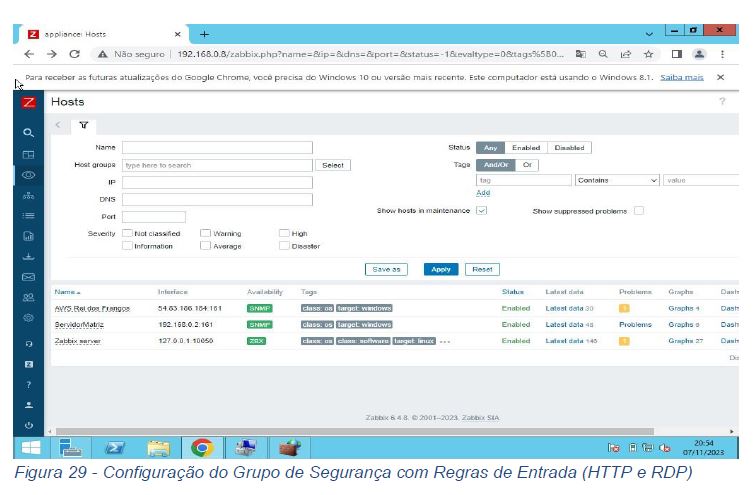 Z appliance: Hosts
Não seguro 192.168.0.8/zabbix.php?name=&ip=&dns=&port=&status=-1&evaltype=0&tags%5B0...
Para receber as futuras atualizações do Google Chrome, você precisa do Windows 10 ou versão mais recente. Este computador está usando o Windows 8.1. Saiba mais
Z Hosts ?
Name Status Any Enabled Disabled
Host groups type here to search Select Tags And/Or Or
IP tag Contains value
DNS Add
Port Show hosts in maintenance Show suppressed problems
Severity Not classified Warning High
Information Average Disaster
Save as Apply Reset
Name Interface Availability Tags Status Latest data Problems Graphs Dash
AWS Rei dos Frangos 54.83.166.184:161 SNMP class: os target: windows Enabled Latest data 30 1 Graphs 4 Dash
ServidorMatriz 192.168.0.2:161 SNMP class: os target: windows Enabled Latest data 48 Problems Graphs 6 Dash
Zabbix server 127.0.0.1:10050 ZBX class: os class: software target: linux ••• Enabled Latest data 146 1 Graphs 27 Dash
Dis
Zabbix 6.4.8. © 2001–2023, Zabbix SIA
20:54
07/11/2023
Figura 29 - Configuração do Grupo de Segurança com Regras de Entrada (HTTP e RDP)